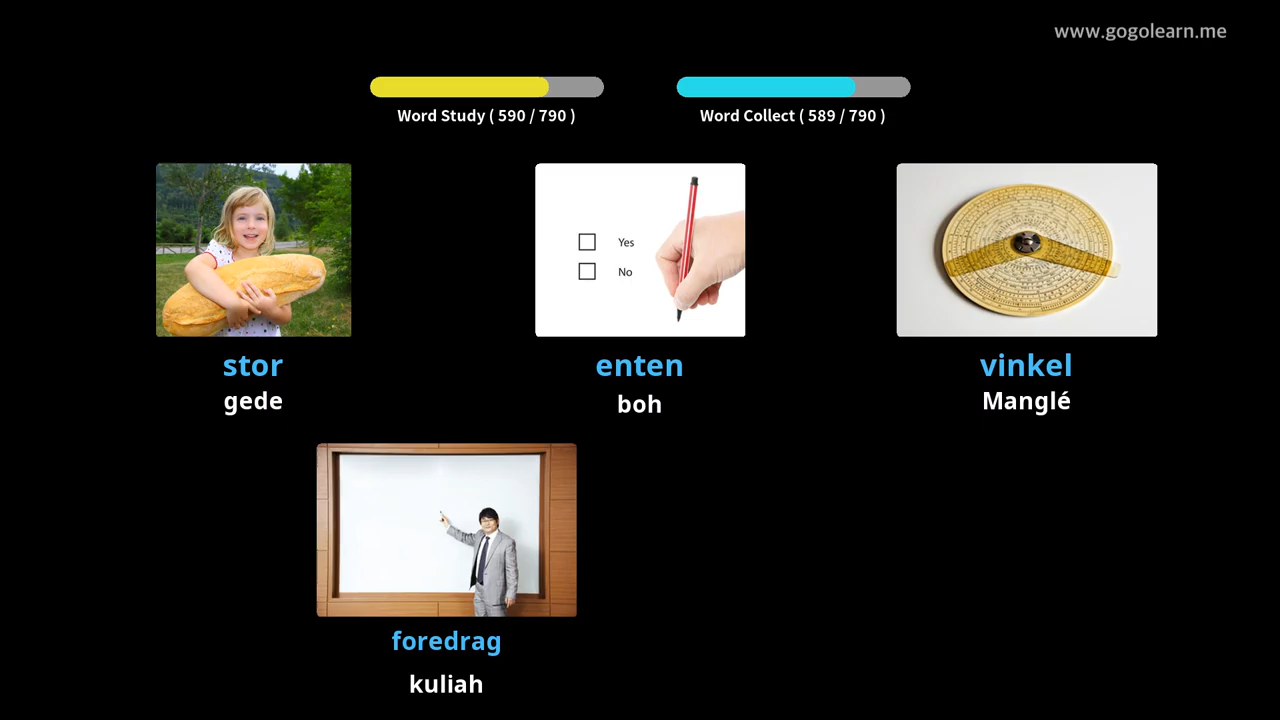 www.gogolearn.me
Word Study ( 590 / 790 )
Word Collect ( 589 / 790 )
Yes
No
stor
gede
enten
boh
vinkel
Manglé
foredrag
kuliah